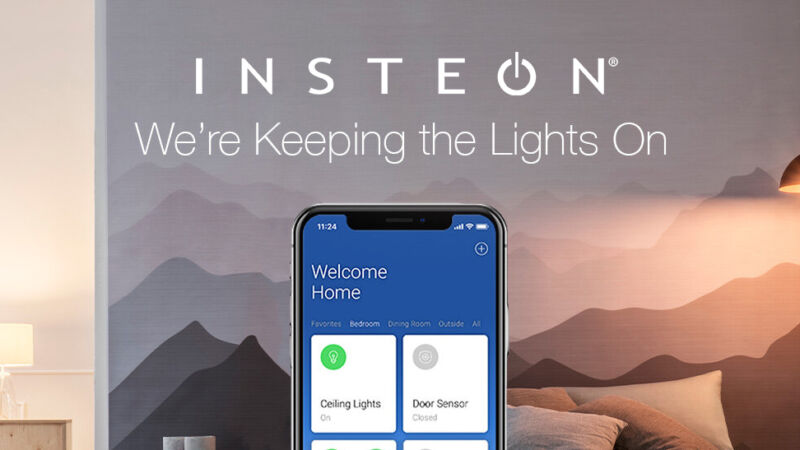 INSTEON®
We're Keeping the Lights On
11:24
Welcome
Home
Favorites Bedroom Dining Room Outside All
Ceiling Lights
On
Door Sensor
Closed